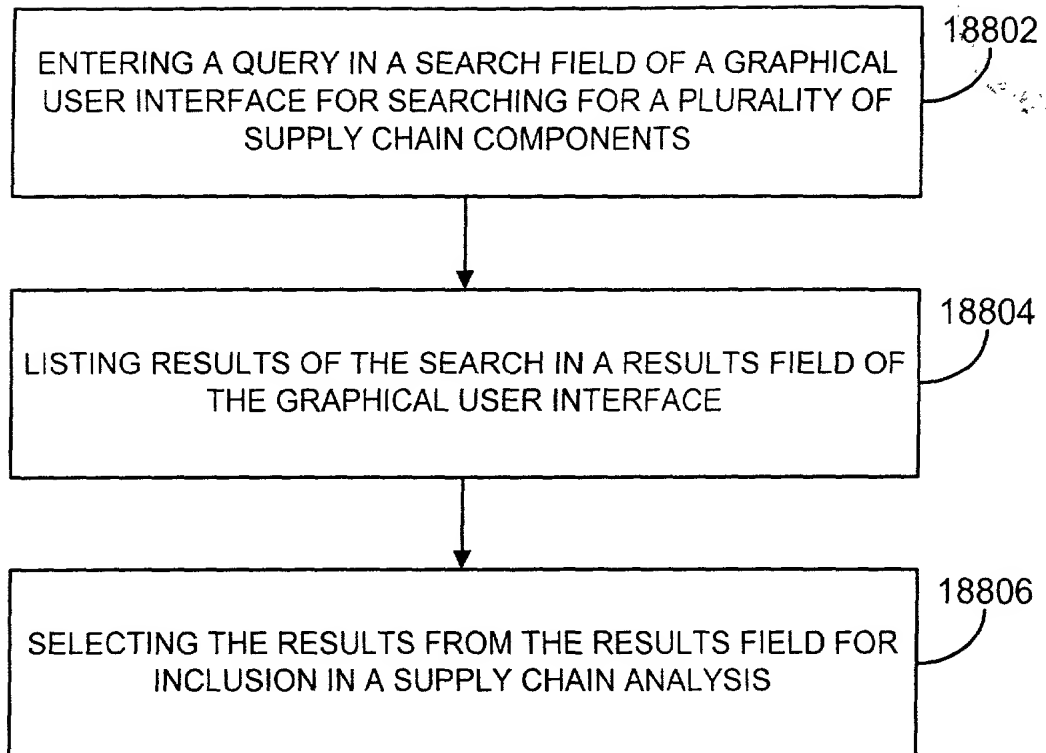 18802
ENTERING A QUERY IN A SEARCH FIELD OF A GRAPHICAL
USER INTERFACE FOR SEARCHING FOR A PLURALITY OF
SUPPLY CHAIN COMPONENTS
18804
LISTING RESULTS OF THE SEARCH IN A RESULTS FIELD OF
THE GRAPHICAL USER INTERFACE
18806
SELECTING THE RESULTS FROM THE RESULTS FIELD FOR
INCLUSION IN A SUPPLY CHAIN ANALYSIS